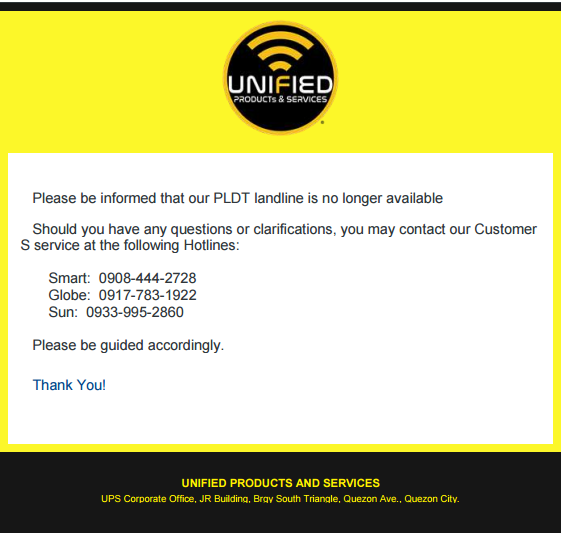 UNIFIED
PRODUCTs & SERVICES
Please be informed that our PLDT landline is no longer available
Should you have any questions or clarifications, you may contact our Customer
S service at the following Hotlines:
Smart: 0908-444-2728
Globe: 0917-783-1922
Sun: 0933-995-2860
Please be guided accordingly.
Thank You!
UNIFIED PRODUCTS AND SERVICES
UPS Corporate Office, JR Building, Brgy South Triangle, Quezon Ave., Quezon City.